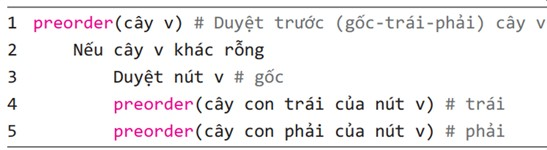 1 preorder(cây v) # Duyệt trước (gốc-trái-phải) cây v
2 Nếu cây v khác rỗng
3 Duyệt nút v # gốc
4 preorder(cây con trái của nút v) # trái
5 preorder(cây con phải của nút v) # phải